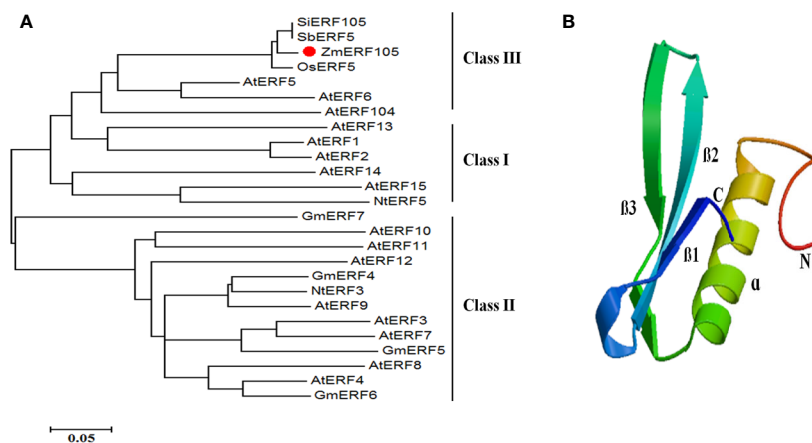 A
SiERF105
SbERF5
ZmERF105
OsERF5
AtERF5
AtERF6
AtERF104
Class III
AtERF13
AtERF1
AtERF2
AtERF14
AtERF15
NtERF5
Class I
GmERF7
AtERF10
AtERF11
AtERF12
GmERF4
NtERF3
AtERF9
AtERF3
AtERF7
GmERF5
AtERF8
AtERF4
GmERF6
Class II
0.05
B
ß2
C
ß3
ß1
N
α